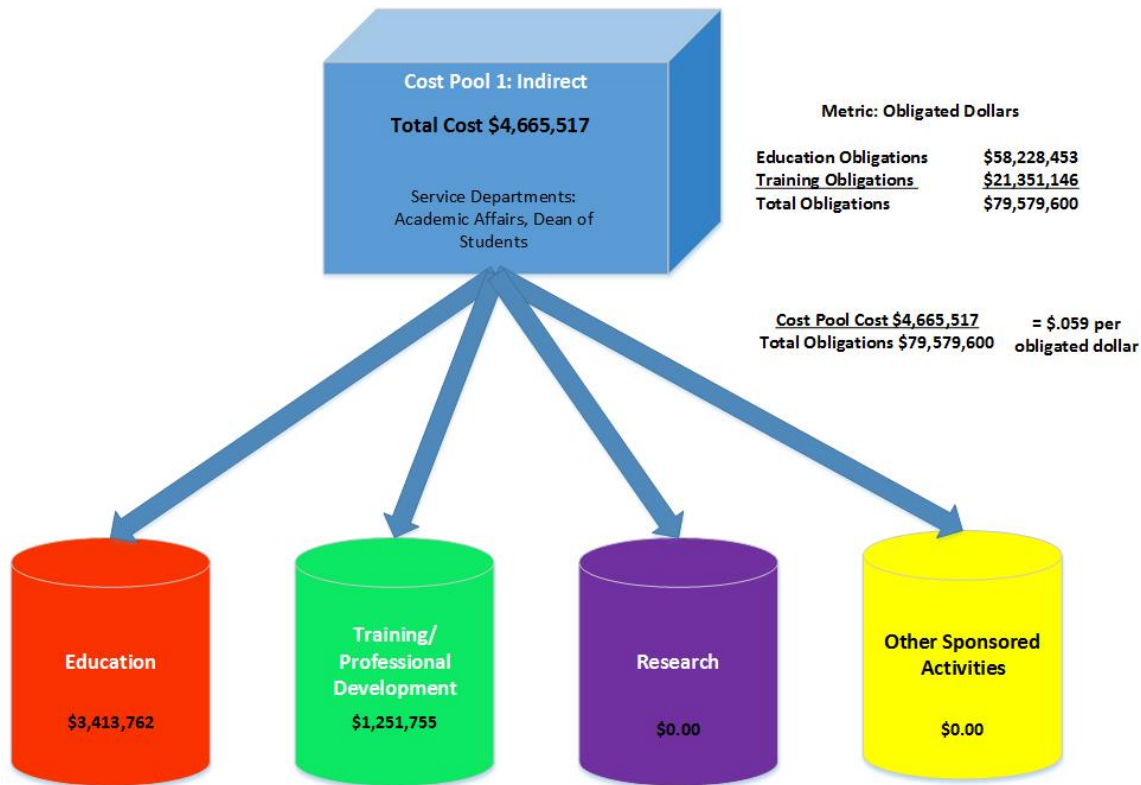 Cost Pool 1: Indirect
Total Cost $4,665,517
Service Departments:
Academic Affairs, Dean of
Students
Metric: Obligated Dollars
Education Obligations $58,228,453
Training Obligations $21,351,146
Total Obligations $79,579,600
Cost Pool Cost $4,665,517
Total Obligations $79,579,600
= $.059 per
obligated dollar
Education
$3,413,762
Training/
Professional
Development
$1,251,755
Research
$0.00
Other Sponsored
Activities
$0.00